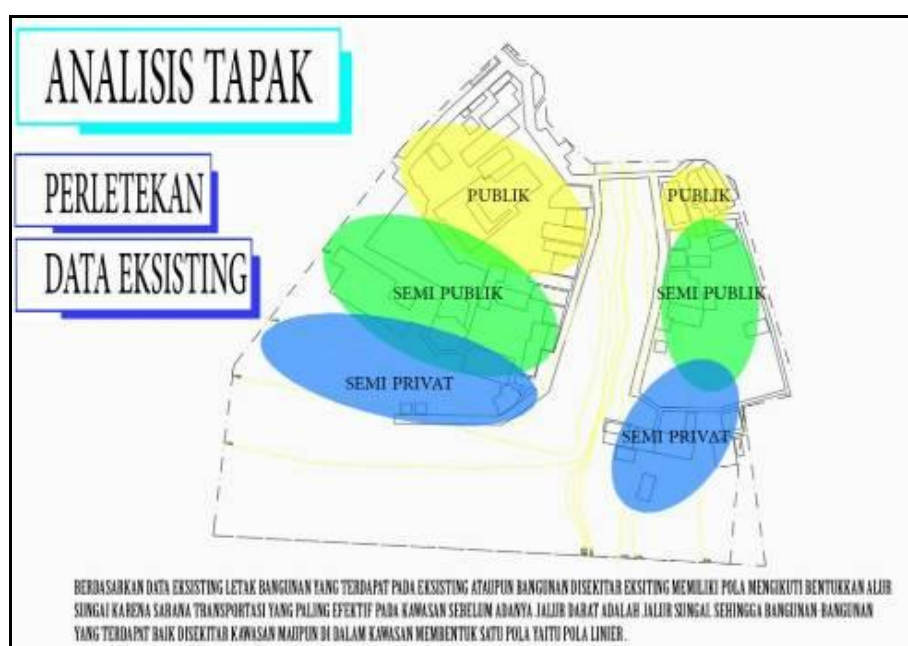 ANALISIS TAPAK
PERLETEKAN
DATA EKSISTING
PUBLIK
PUBLIK
SEMI PUBLIK
SEMI PUBLIK
SEMI PRIVAT
SEMI PRIVAT
BERDASARKAN DATA EKSISTING LETAK BANGUNAN YANG TERDAPAT PADA EKSISTING ATAUPUN BANGUNAN DISEKITAR EKSITING MEMILIKI POLA MENGIKUTI BENTUKKAN ALUR
SUNGAI KARENA SARANA TRANSPORTASI YANG PALING EFEKTIF PADA KAWASAN SEBELUM ADANYA JALUR DARAT ADALAH JALUR SUNGAI. SEHINGGA BANGUNAN-BANGUNAN
YANG TERDAPAT BAIK DISEKITAR KAWASAN MAUPUN DI DALAM KAWASAN MEMBENTUK SATU POLA YAITU POLA LINIER.